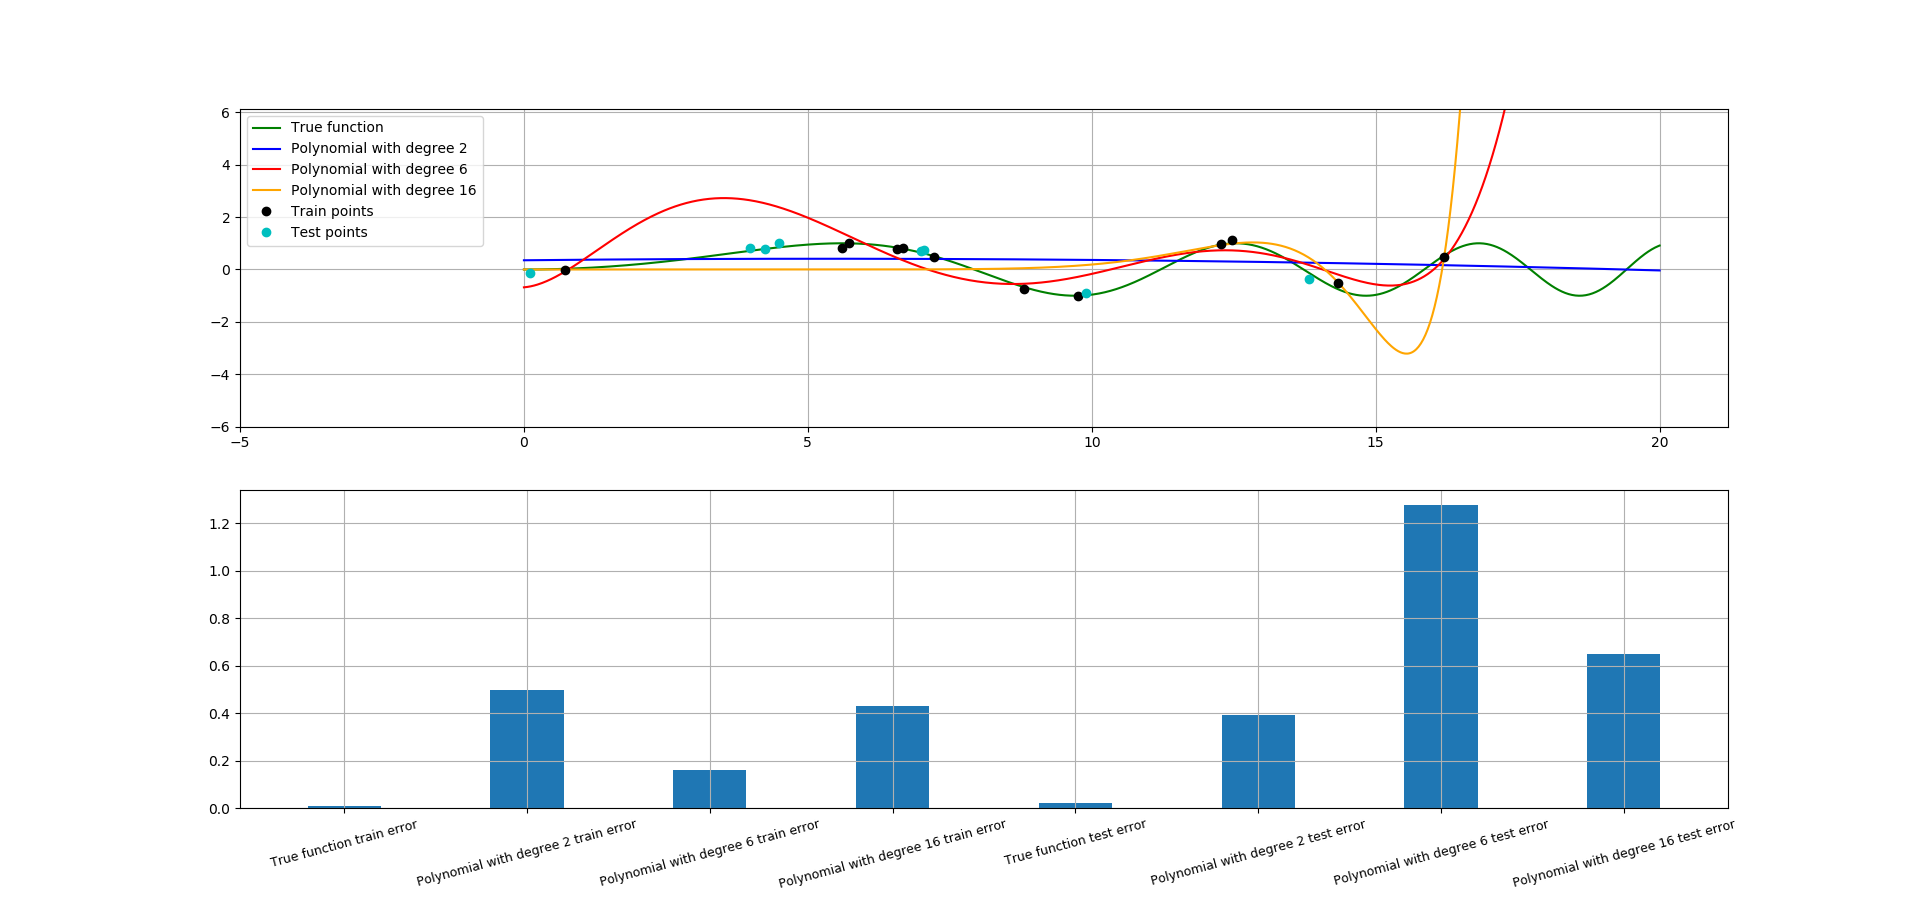 6
4
2
0
−2
−4
−6
True function
Polynomial with degree 2
Polynomial with degree 6
Polynomial with degree 16
Train points
Test points
−5 0 5 10 15 20
1.2
1.0
0.8
0.6
0.4
0.2
0.0
True function train error
Polynomial with degree 2 train error
Polynomial with degree 6 train error
Polynomial with degree 16 train error
True function test error
Polynomial with degree 2 test error
Polynomial with degree 6 test error
Polynomial with degree 16 test error